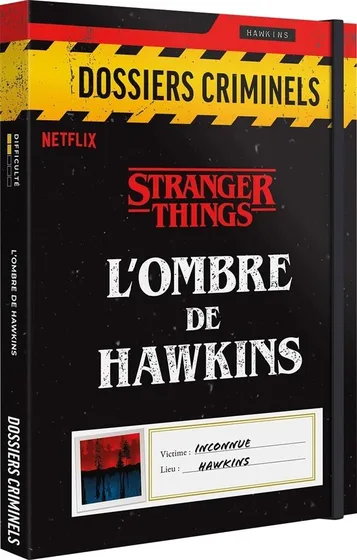 HAWKINS
DOSSIERS CRIMINELS
NETFLIX
STRANGER
THINGS
L'OMBRE
DE
HAWKINS
Victime : INCONNUE
Lieu : HAWKINS
DIFFICULTÉ
L'OMBRE DE HAWKINS
DOSSIERS CRIMINELS